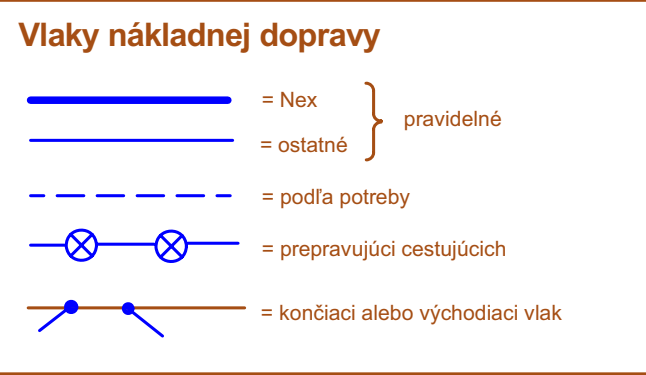 Vlaky nákladnej dopravy
= Nex
pravidelné
= ostatné
= podľa potreby
= prepravujúci cestujúcich
= končiaci alebo východiaci vlak